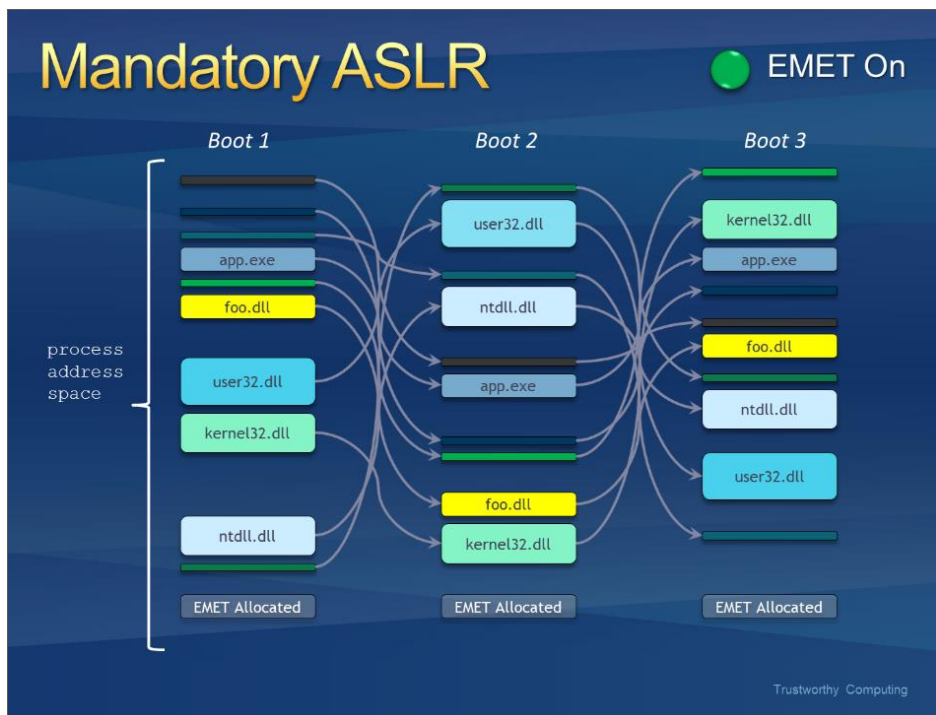 Mandatory ASLR
EMET On
Boot 1
Boot 2
Boot 3
process
address
space
app.exe
foo.dll
user32.dll
kernel32.dll
ntdll.dll
EMET Allocated
user32.dll
ntdll.dll
app.exe
foo.dll
kernel32.dll
EMET Allocated
kernel32.dll
app.exe
foo.dll
ntdll.dll
user32.dll
EMET Allocated
Trustworthy Computing